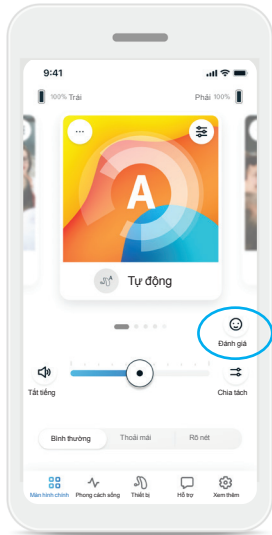 9:41
100% Trái
Phải 100%
A
Tự động
Đánh giá
Tắt tiếng
Chia tách
Bình thường
Thoải mái
Rõ nét
Màn hình chính
Phong cách sống
Thiết bị
Hỗ trợ
Xem thêm